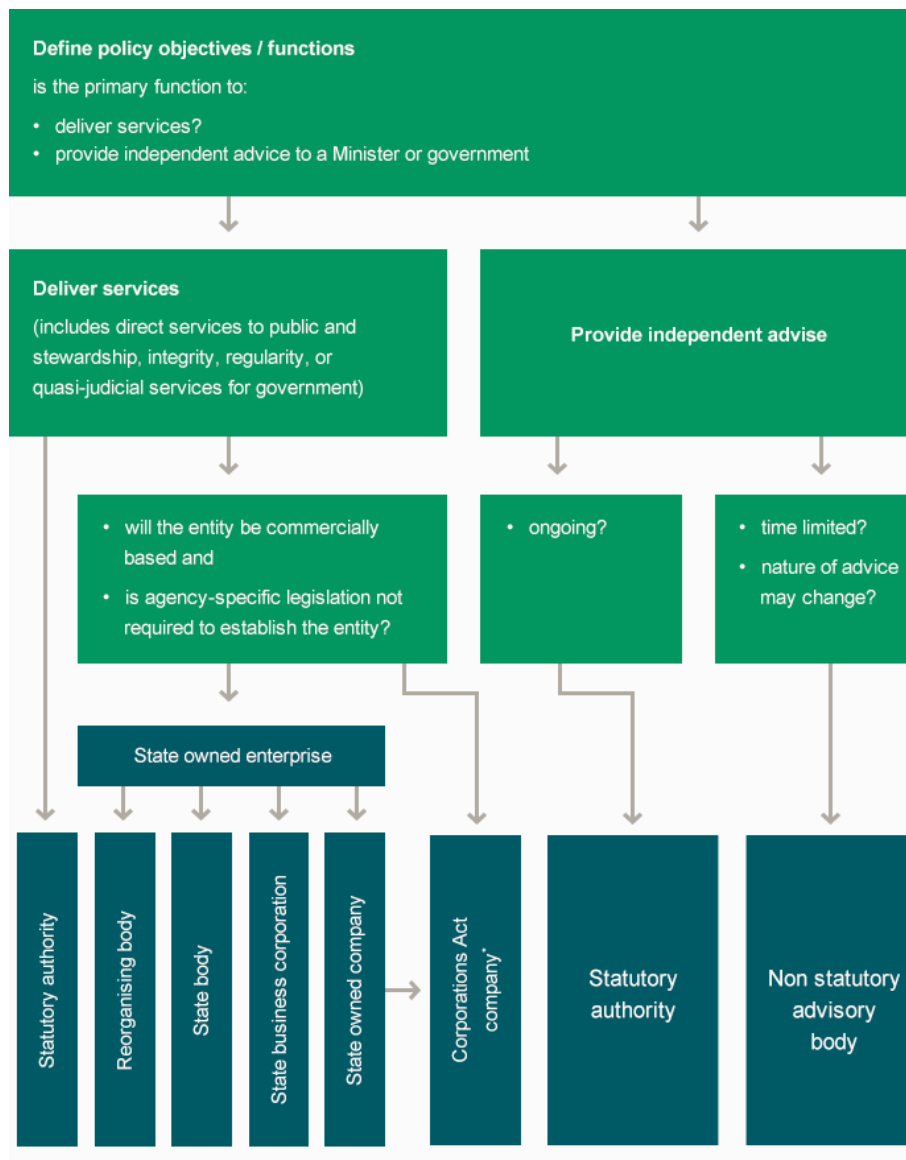 Define policy objectives / functions
is the primary function to:
• deliver services?
• provide independent advice to a Minister or government
Deliver services
(includes direct services to public and
stewardship, integrity, regularity, or
quasi-judicial services for government)
Provide independent advise
• will the entity be commercially
based and
• is agency-specific legislation not
required to establish the entity?
• ongoing?
• time limited?
• nature of advice
may change?
State owned enterprise
Statutory authority
Reorganising body
State body
State business corporation
State owned company
Corporations Act
company*
Statutory
authority
Non statutory
advisory
body